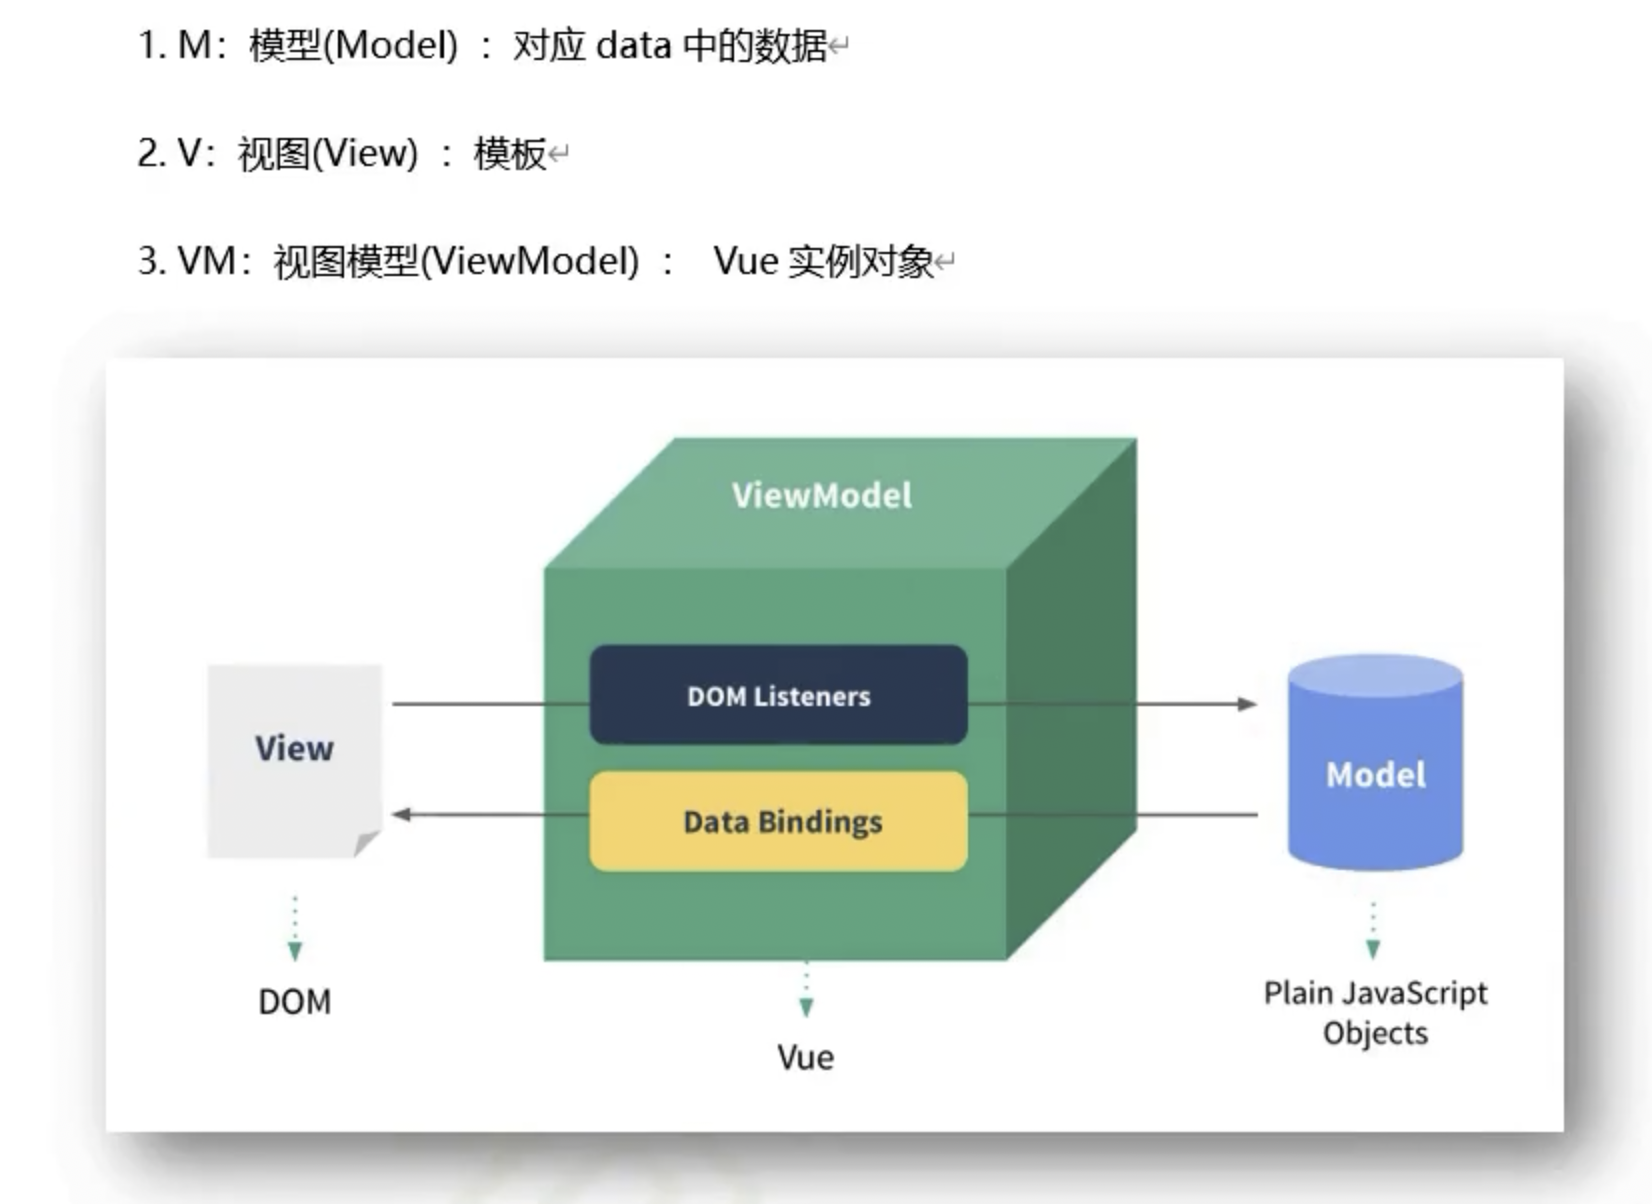 1. M：模型(Model) ：对应 data 中的数据↵
2. V：视图(View) ：模板↵
3. VM：视图模型(ViewModel) ： Vue 实例对象↵
ViewModel
DOM Listeners
View
Model
Data Bindings
DOM
Plain JavaScript
Objects
Vue